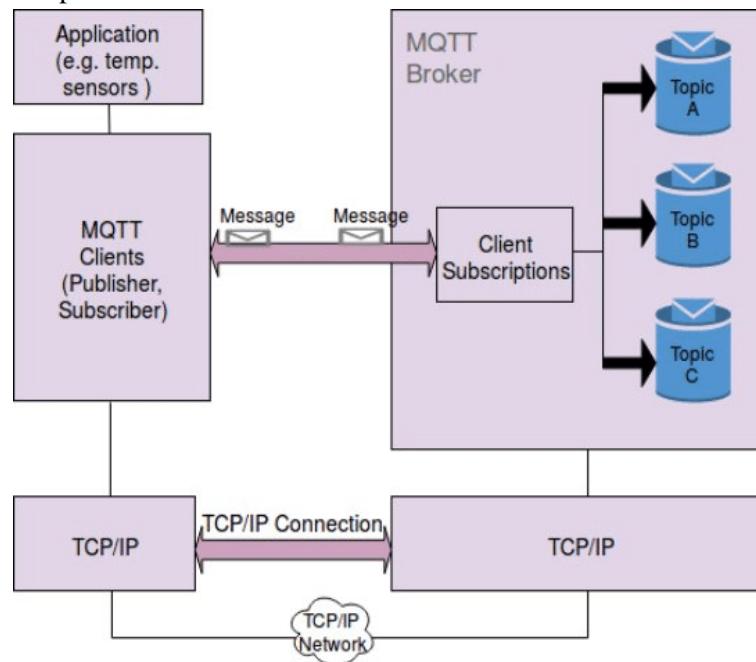 Application
(e.g. temp.
sensors )
MQTT
Broker
Topic
A
MQTT
Clients
(Publisher,
Subscriber)
Message
Message
Client
Subscriptions
Topic
B
Topic
C
TCP/IP
TCP/IP Connection
TCP/IP
TCP/IP
Network